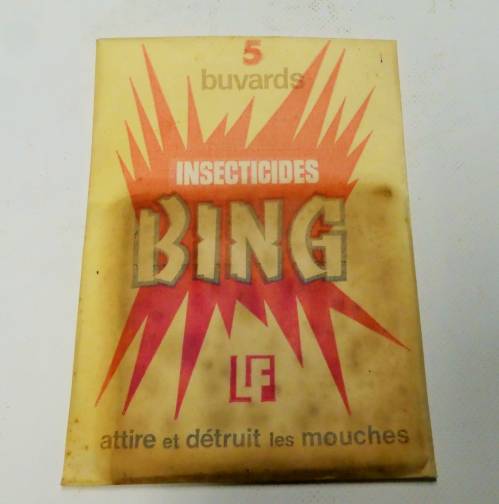 5
buvards
INSECTICIDES
BING
LF
attire et détruit les mouches